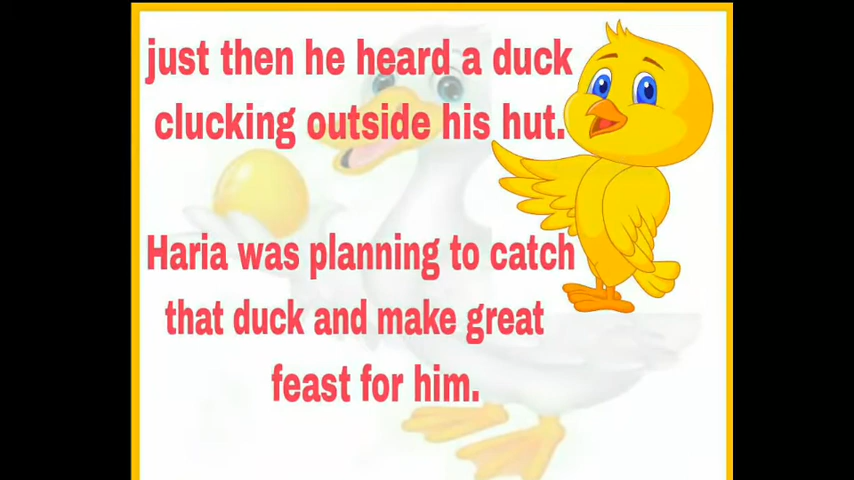 just then he heard a duck
clucking outside his hut.
Haria was planning to catch
that duck and make great
feast for him.